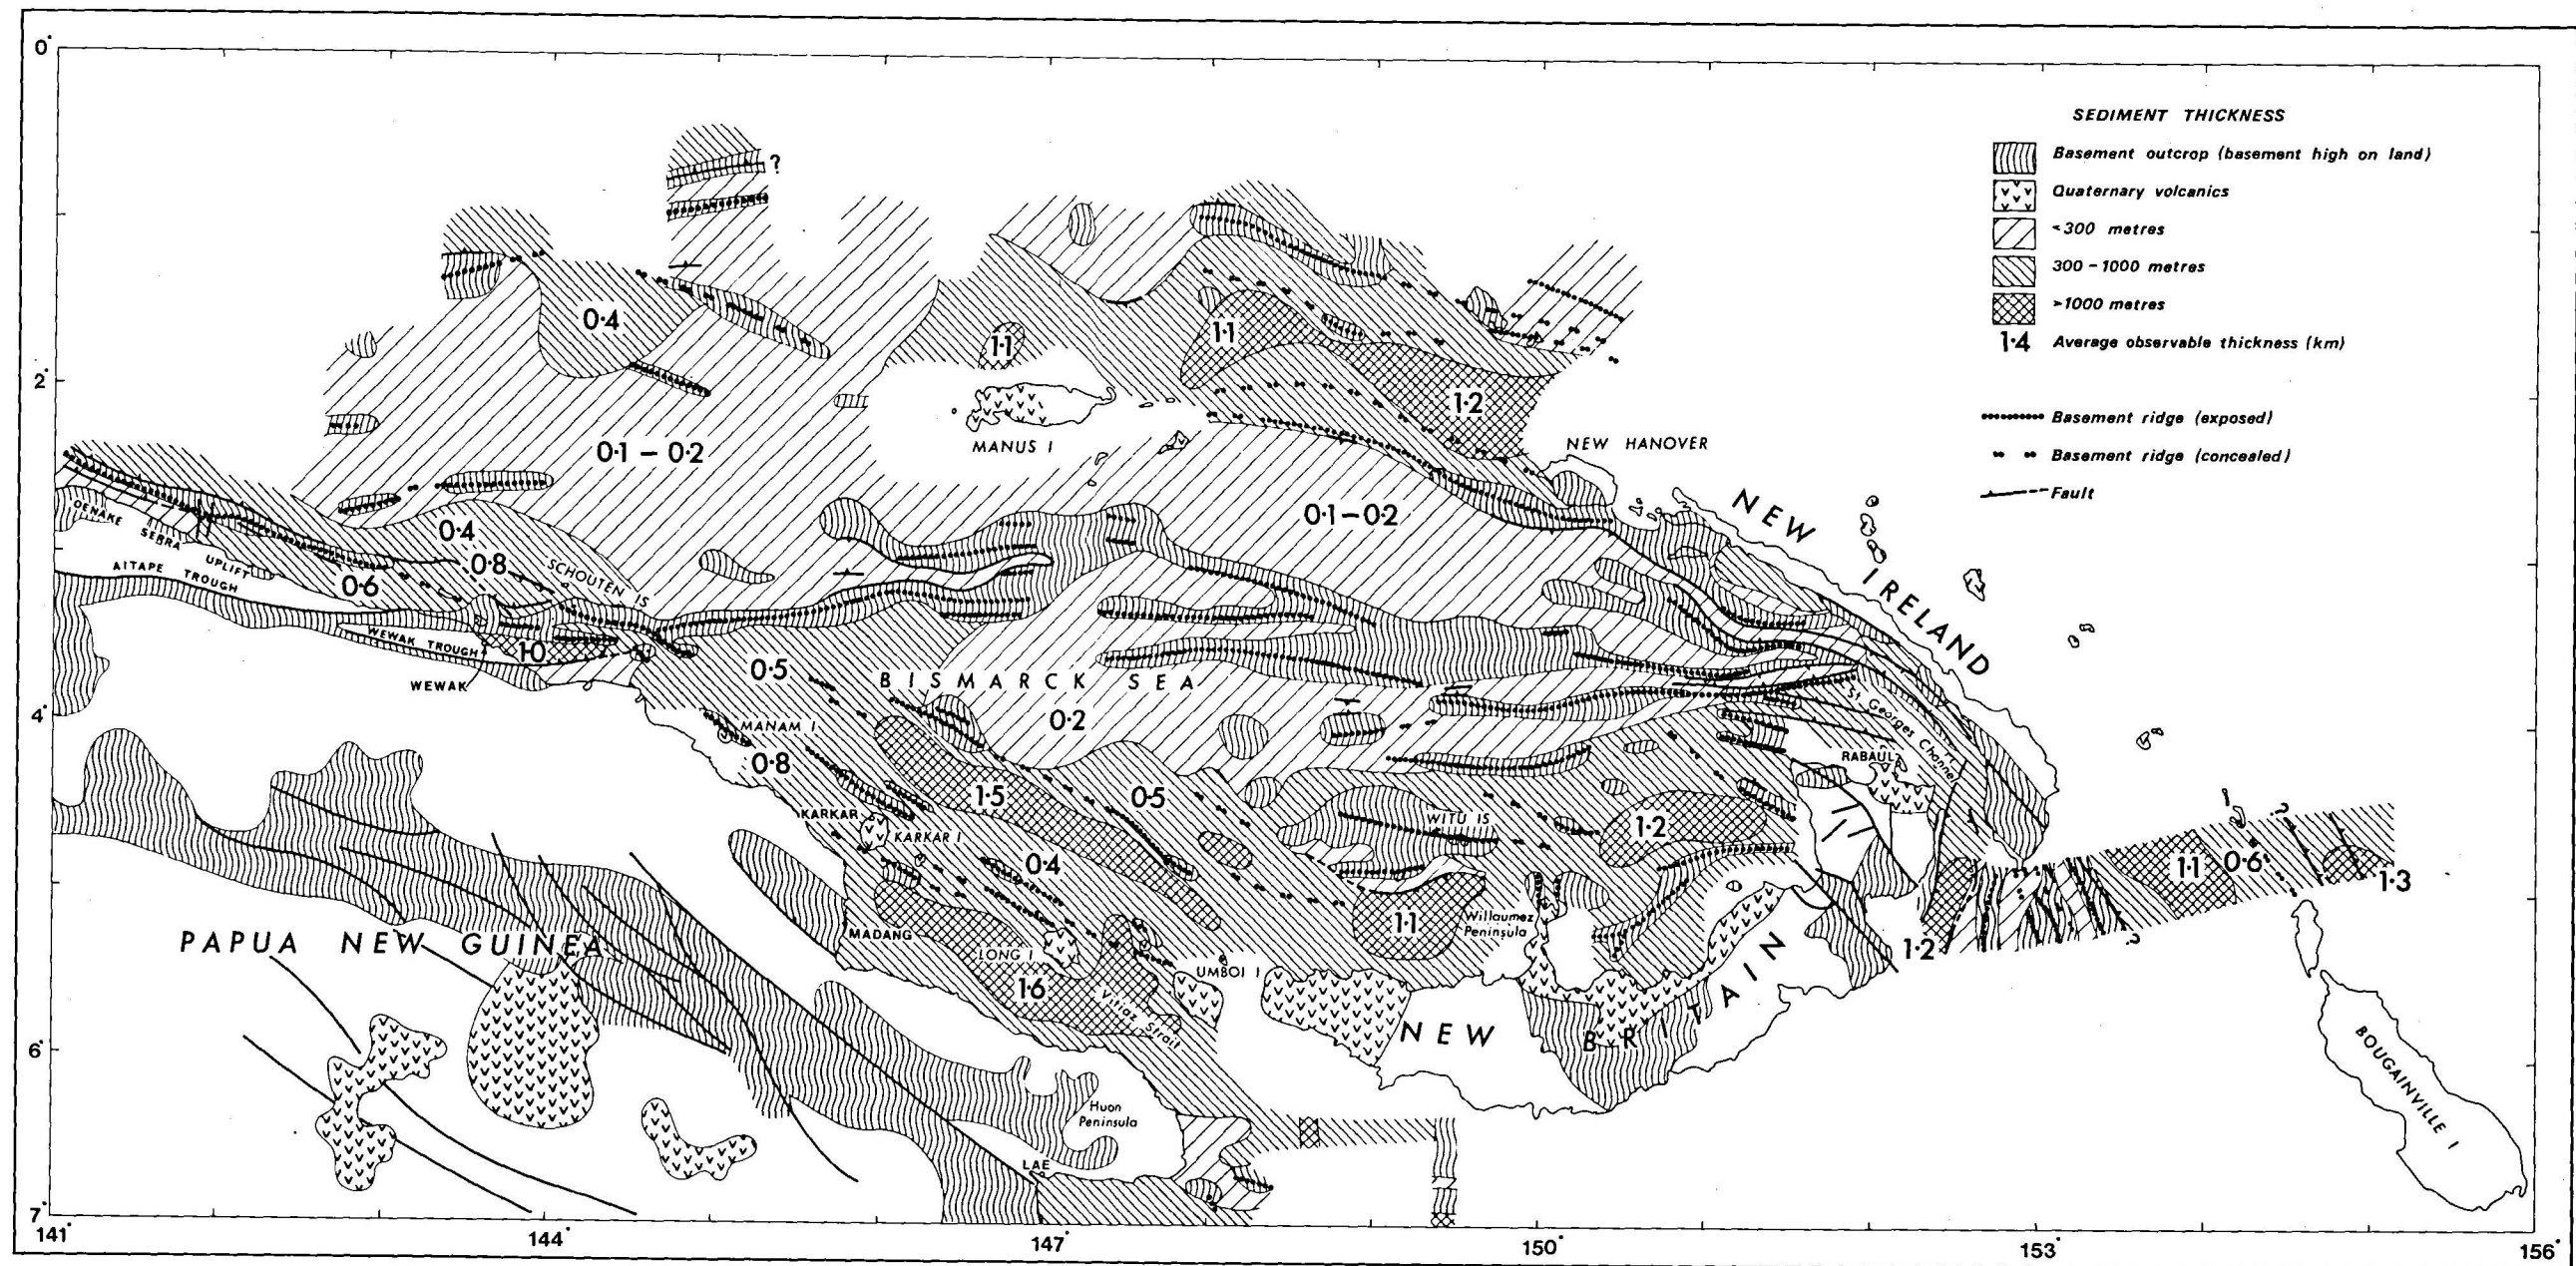 0°
2°
4°
6°
7°
141°
144°
147°
150°
153°
156°
SEDIMENT THICKNESS
Basement outcrop (basement high on land)
Quaternary volcanics
<300 metres
300-1000 metres
>1000 metres
1·4 Average observable thickness (km)
Basement ridge (exposed)
Basement ridge (concealed)
Fault
?
0·4
1·1
1·1
1·2
MANUS I
NEW HANOVER
0·1-0·2
0·1-0·2
NEW
IRELAND
OENAKE
SERRA
UPLIFT
AITAPE TROUGH
0·4
0·8
0·6
SCHOUTEN IS
WEWAK TROUGH
1·0
WEWAK
0·5
BISMARCK SEA
0·2
MANAM I
0·8
St. Georges Channel
RABAUL
KARKAR
KARKAR I
1·5
0·5
0·4
WITU IS
1·2
1·1
0·6
?
1·3
MADANG
LONG I
1·6
Vitiaz Strait
UMBOI I
1·1
Willaumez
Peninsula
1·2
?
PAPUA NEW GUINEA
NEW
BRITAIN
BOUGAINVILLE I
Huon
Peninsula
LAE